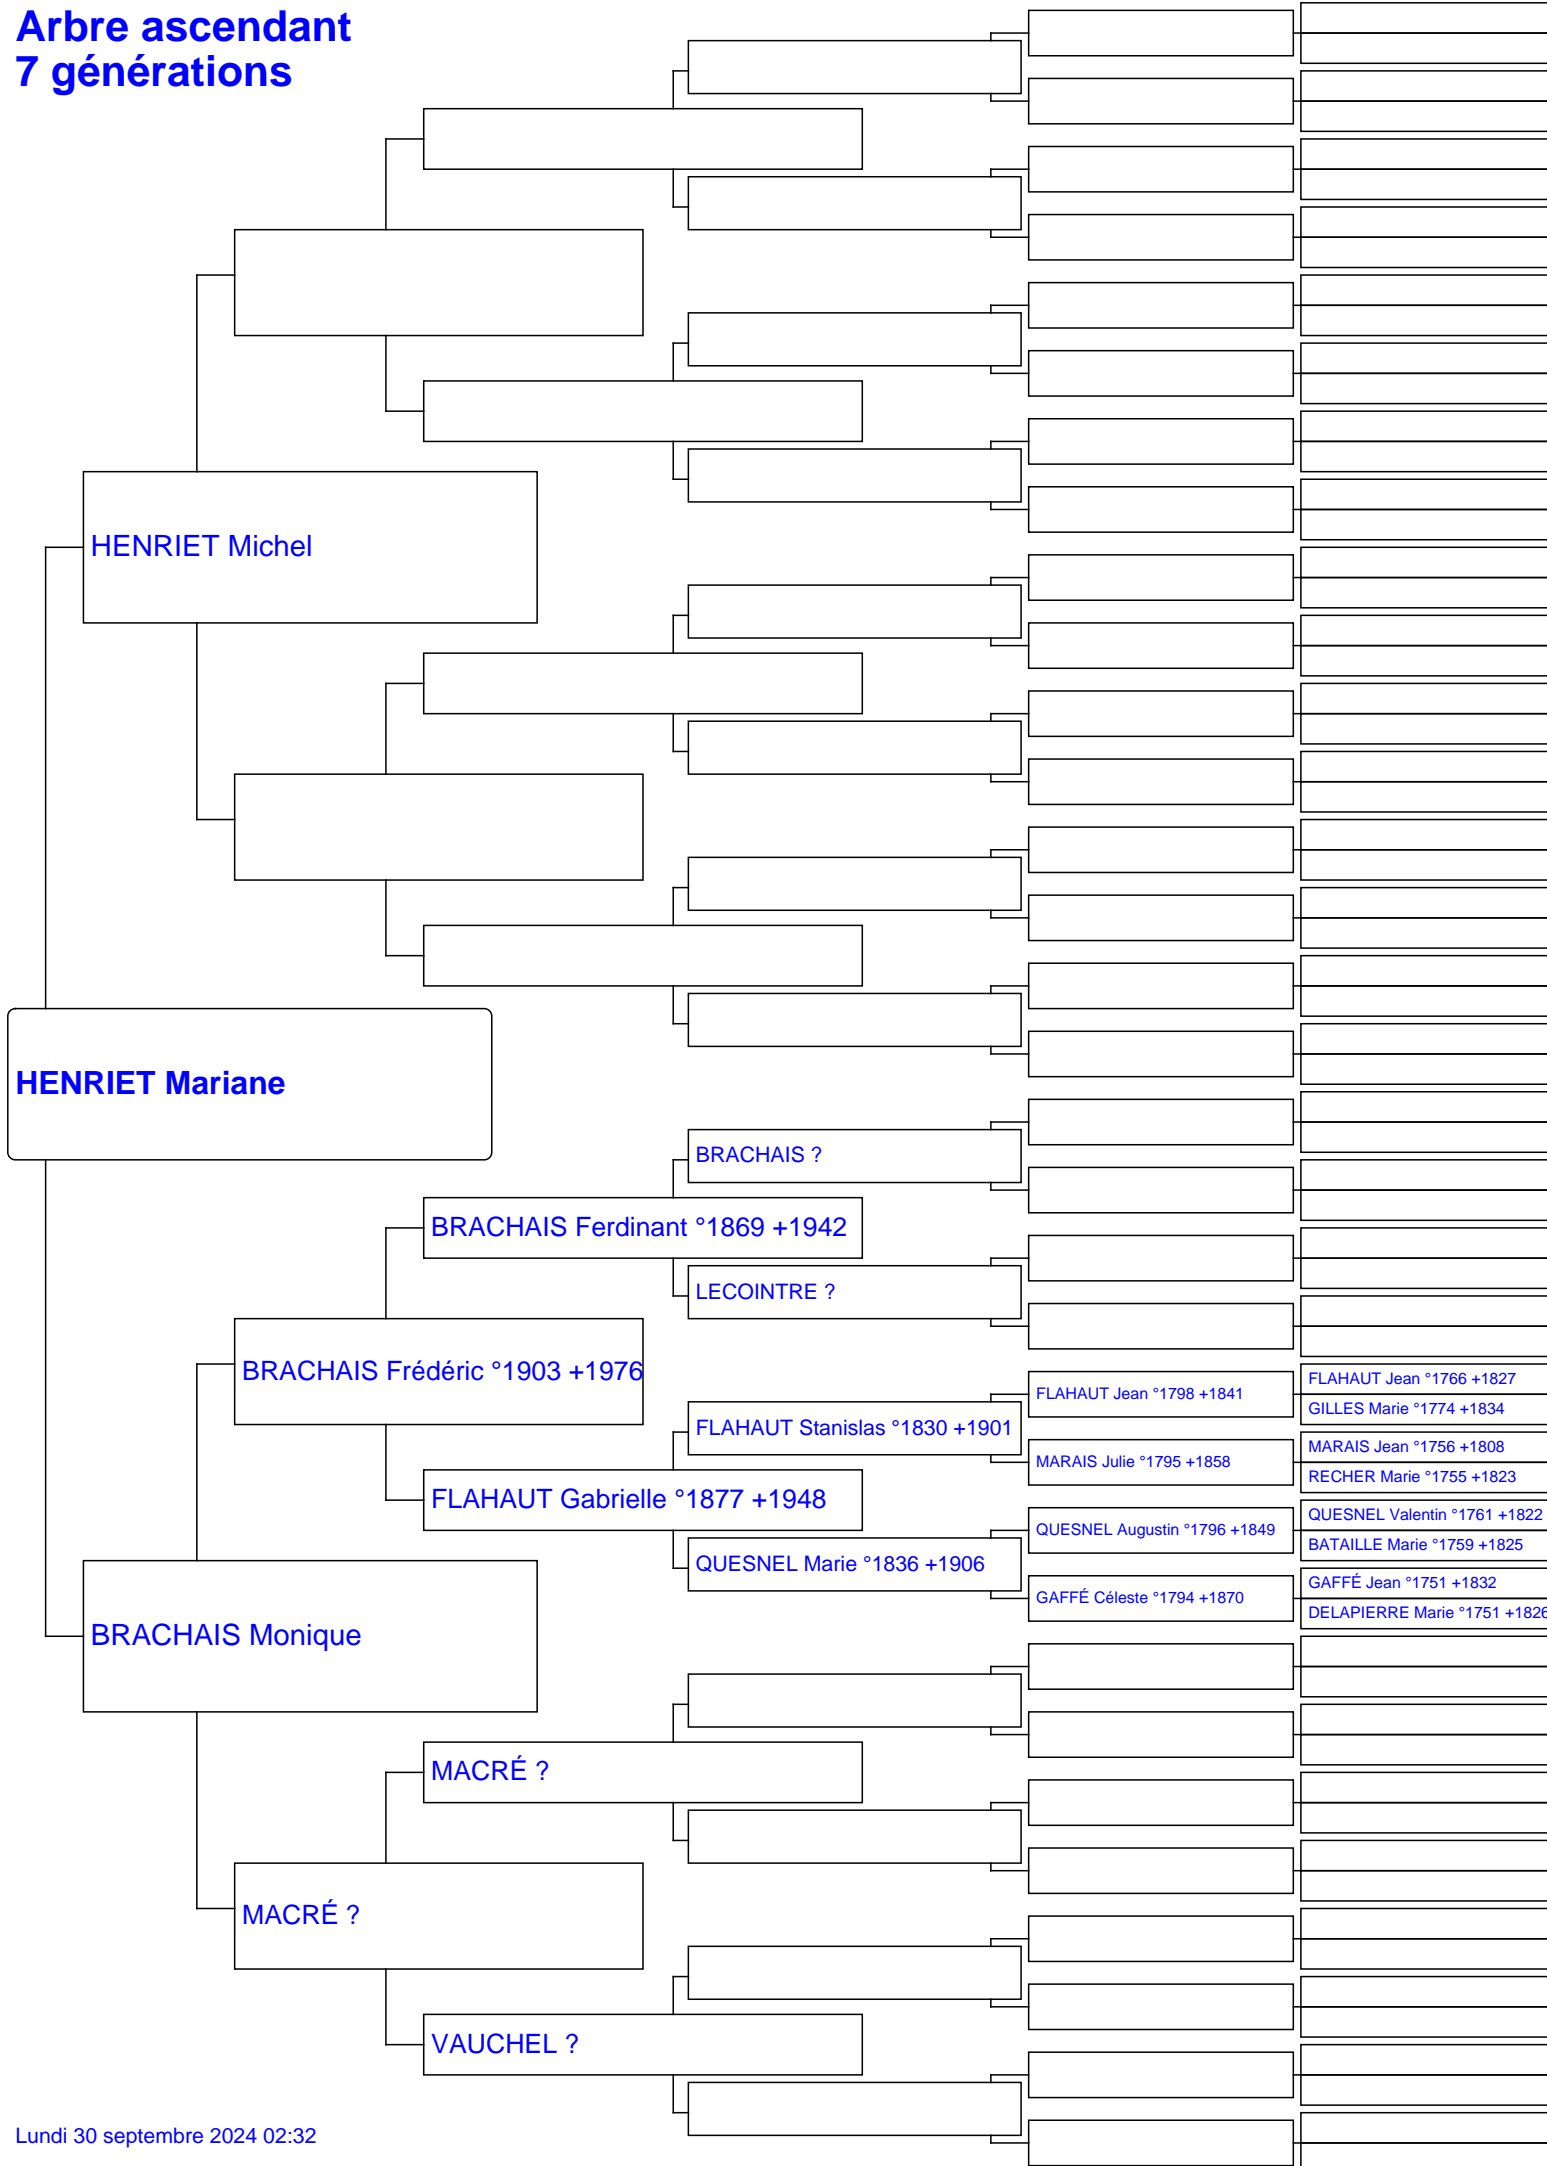 Arbre ascendant
7 générations
HENRIET Michel
HENRIET Mariane
BRACHAIS ?
BRACHAIS Ferdinant °1869 +1942
LECOINTRE ?
BRACHAIS Frédéric °1903 +1976
FLAHAUT Jean °1766 +1827
FLAHAUT Jean °1798 +1841
GILLES Marie °1774 +1834
FLAHAUT Stanislas °1830 +1901
MARAIS Jean °1756 +1808
MARAIS Julie °1795 +1858
RECHER Marie °1755 +1823
FLAHAUT Gabrielle °1877 +1948
QUESNEL Valentin °1761 +1822
QUESNEL Augustin °1796 +1849
BATAILLE Marie °1759 +1825
QUESNEL Marie °1836 +1906
GAFFÉ Jean °1751 +1832
GAFFÉ Céleste °1794 +1870
DELAPIERRE Marie °1751 +1826
BRACHAIS Monique
MACRÉ ?
MACRÉ ?
VAUCHEL ?
Lundi 30 septembre 2024 02:32